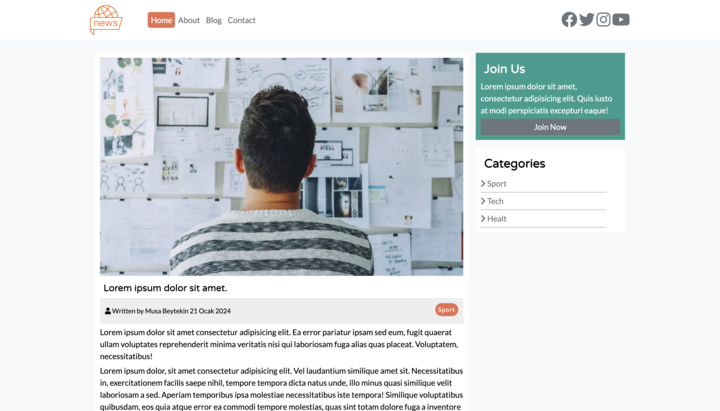 news
Home About Blog Contact
Join Us
Lorem ipsum dolor sit amet,
consectetur adipisicing elit. Quis iusto
at modi perspiciatis excepturi eaque!
Join Now
Categories
Sport
Tech
Healt
Lorem ipsum dolor sit amet.
Written by Musa Beytekin 21 Ocak 2024
Sport
Lorem ipsum dolor sit amet consectetur adipisicing elit. Ea error pariatur ipsam sed eum, fugit quaerat
ullam voluptates reprehenderit minima veritatis nisi qui laboriosam fuga alias quas placeat. Voluptatem,
necessitatibus!
Lorem ipsum dolor, sit amet consectetur adipisicing elit. Vel laudantium similique amet sit. Necessitatibus
in, exercitationem facilis saepe nihil, tempore tempora dicta natus unde, illo minus quasi similique velit
laboriosam a sed. Aperiam temporibus ipsa molestiae necessitatibus iste tempora! Similique voluptatibus
quibusdam, eos quia atque error ea commodi tempore molestias, quas sint totam dolore fuga a inventore